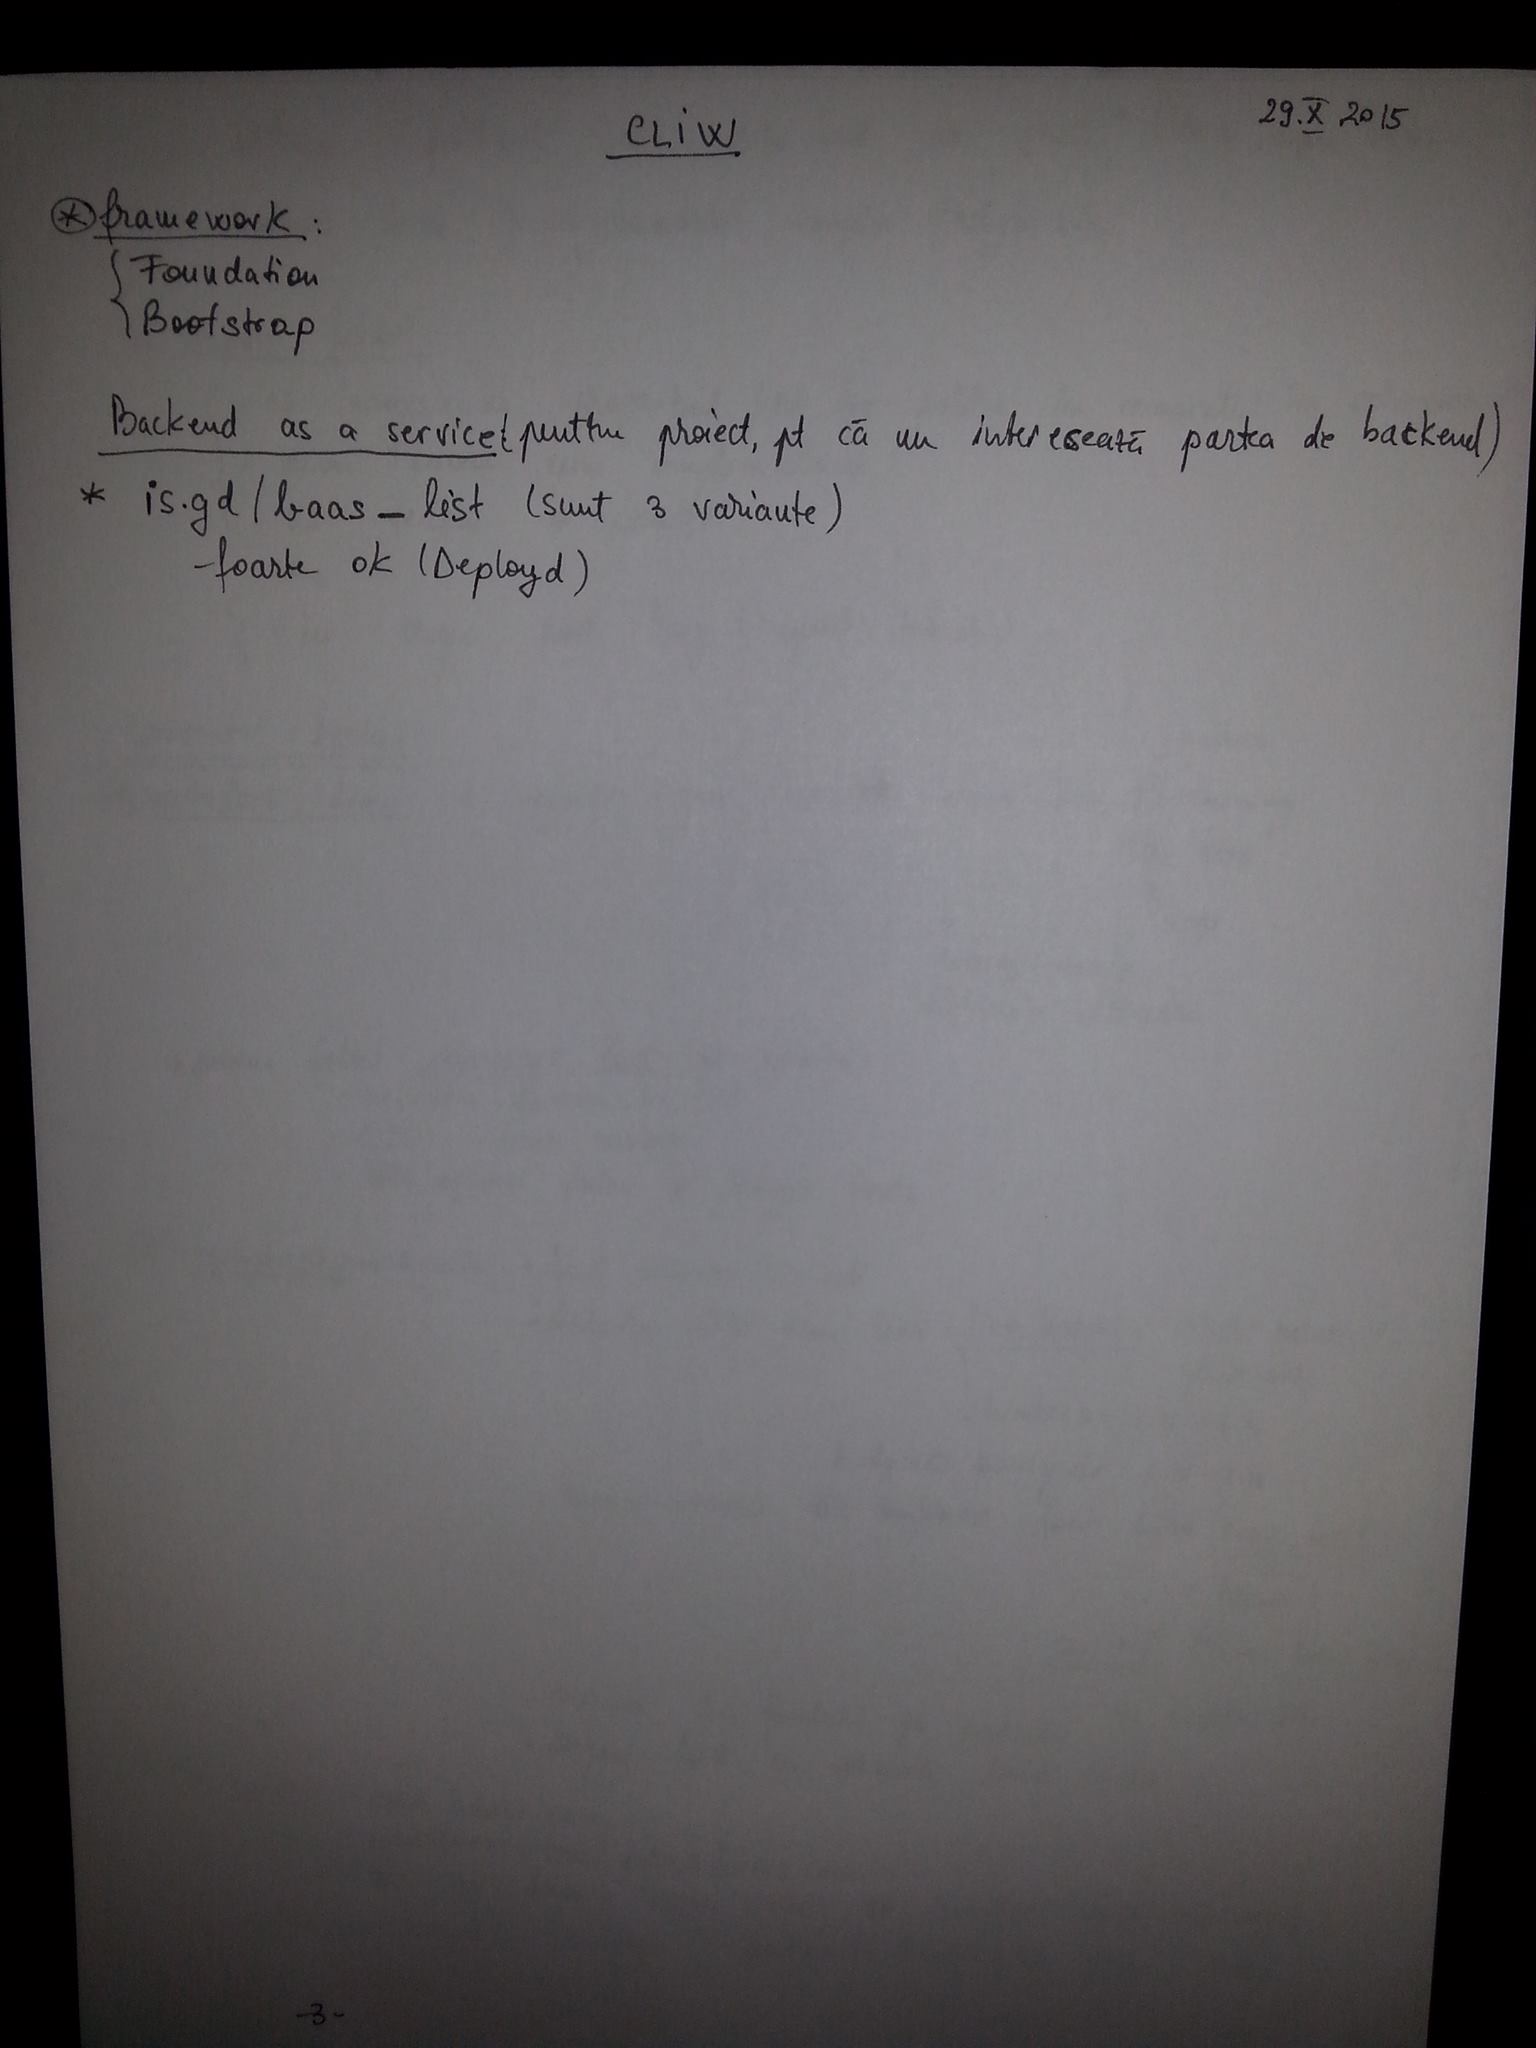 CLiW
29.X 2015
* framework:
Foundation
Bootstrap
Backend as a service (pentru proiect, pt că nu interesează partea de backend)
* is.gd/baas_list (sunt 3 variante)
-foarte ok (Deployd)
-3-